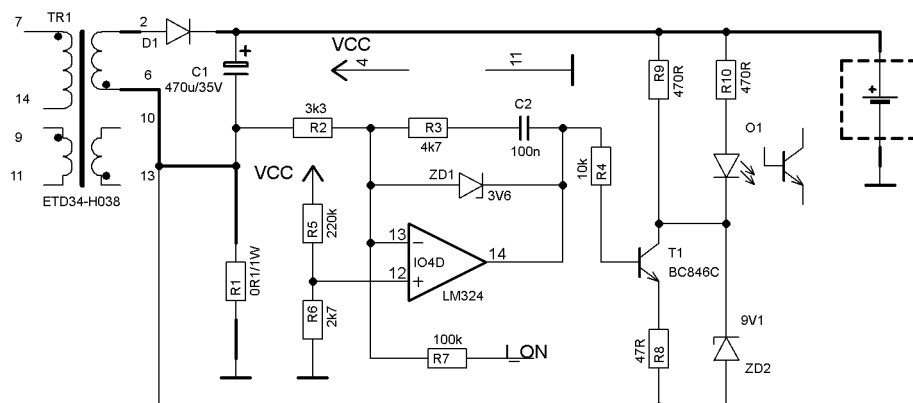 7
TR1
2
D1
14
6
9
10
11
13
ETD34-H038
+
C1
470u/35V
VCC
4
11
3k3
R2
R3
4k7
C2
100n
ZD1
3V6
VCC
R5
220k
R6
2k7
13
−
12
+
IO4D
14
LM324
R1
0R1/1W
100k
R7
I_ON
10k
R4
R9
470R
R10
470R
O1
T1
BC846C
47R
R8
9V1
ZD2
+